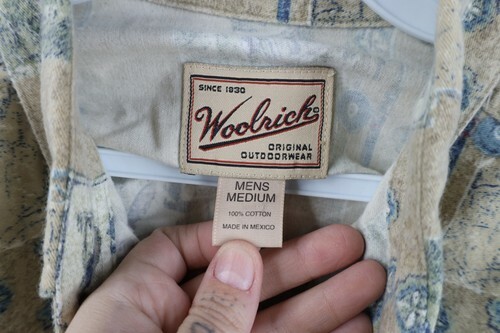 SINCE 1830
Woolrich®
ORIGINAL
OUTDOORWEAR
MENS
MEDIUM
100% COTTON
MADE IN MEXICO